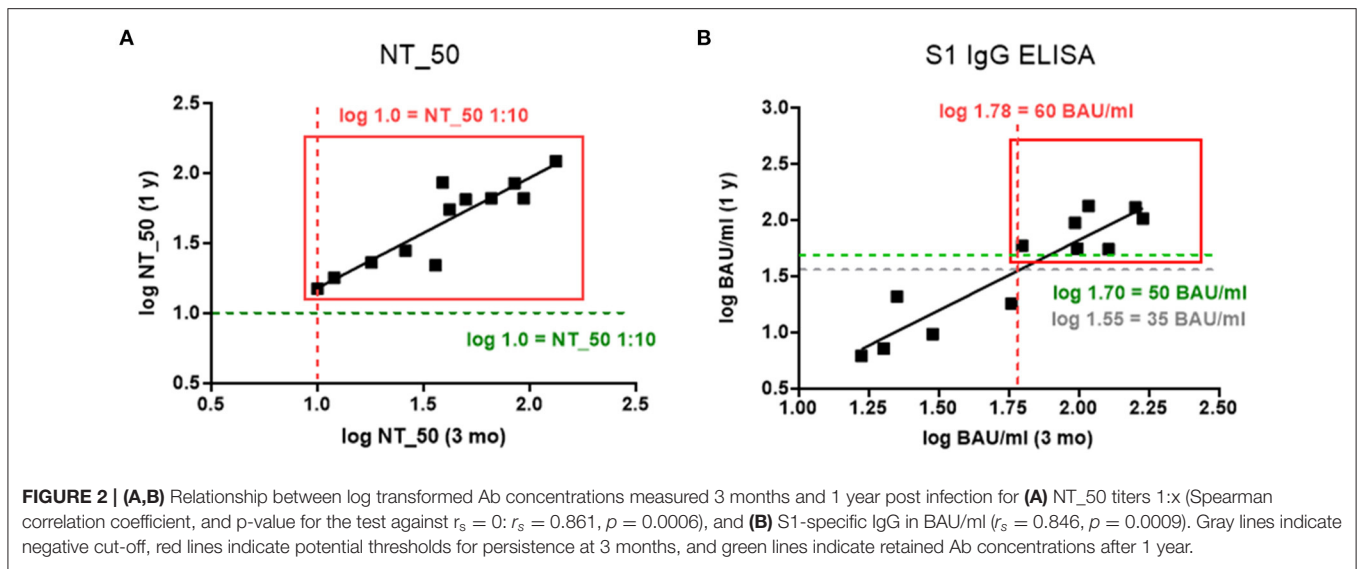 A
NT_50
2.5
2.0
1.5
1.0
0.5
log NT_50 (1 y)
log 1.0 = NT_50 1:10
log 1.0 = NT_50 1:10
0.5 1.0 1.5 2.0 2.5
log NT_50 (3 mo)
B
S1 IgG ELISA
3.0
2.5
2.0
1.5
1.0
0.5
log BAU/ml (1 y)
log 1.78 = 60 BAU/ml
log 1.70 = 50 BAU/ml
log 1.55 = 35 BAU/ml
1.00 1.25 1.50 1.75 2.00 2.25 2.50
log BAU/ml (3 mo)
FIGURE 2 | (A,B) Relationship between log transformed Ab concentrations measured 3 months and 1 year post infection for (A) NT_50 titers 1:x (Spearman
correlation coefficient, and p-value for the test against rs = 0: rs = 0.861, p = 0.0006), and (B) S1-specific IgG in BAU/ml (rs = 0.846, p = 0.0009). Gray lines indicate
negative cut-off, red lines indicate potential thresholds for persistence at 3 months, and green lines indicate retained Ab concentrations after 1 year.